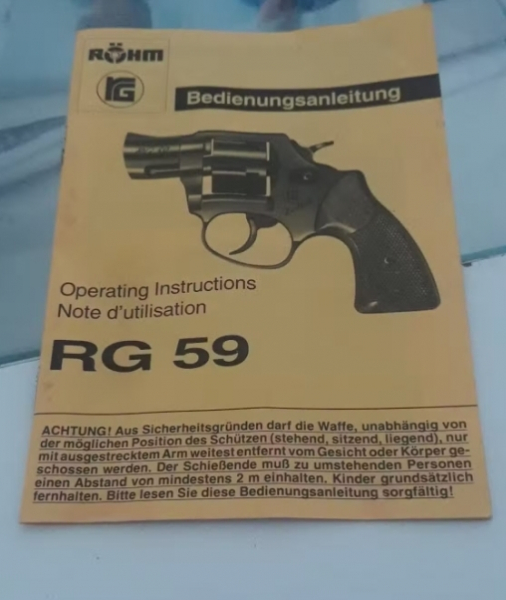 RÖHM
RG
Bedienungsanleitung
Operating Instructions
Note d'utilisation
RG 59
ACHTUNG! Aus Sicherheitsgründen darf die Waffe, unabhängig von
der möglichen Position des Schützen (stehend, sitzend, liegend), nur
mit ausgestrecktem Arm weitest entfernt vom Gesicht oder Körper ge-
schossen werden. Der Schießende muß zu umstehenden Personen
einen Abstand von mindestens 2 m einhalten. Kinder grundsätzlich
fernhalten. Bitte lesen Sie diese Bedienungsanleitung sorgfältig!